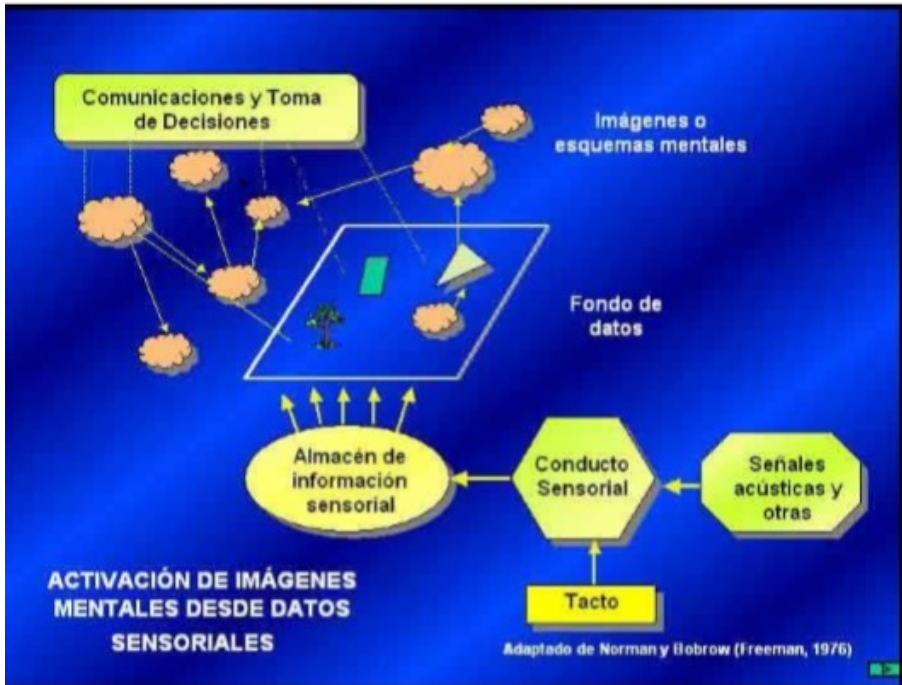 Comunicaciones y Toma
de Decisiones
Imágenes o
esquemas mentales
Fondo de
datos
Almacén de
información
sensorial
Conducto
Sensorial
Señales
acústicas y
otras
Tacto
ACTIVACIÓN DE IMÁGENES
MENTALES DESDE DATOS
SENSORIALES
Adaptado de Norman y Bobrow (Freeman, 1976)